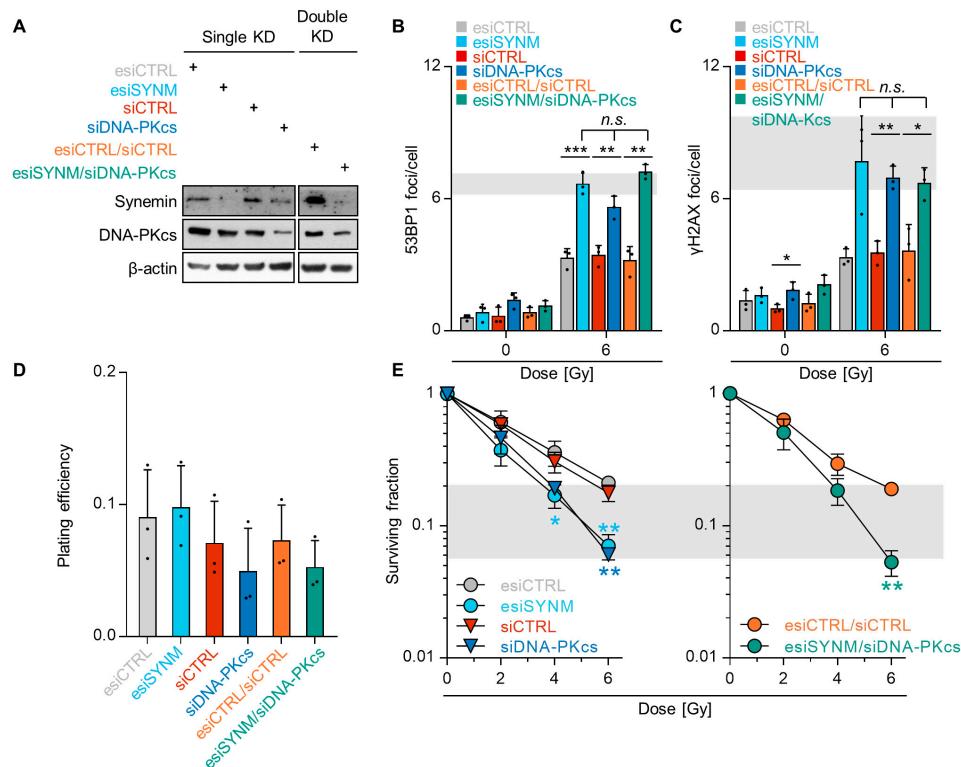 A
Single KD
Double
KD
esiCTRL +
esiSYNM +
siCTRL +
siDNA-PKcs +
esiCTRL/siCTRL +
esiSYNM/siDNA-PKcs +
Synemin
DNA-PKcs
β-actin
B
esiCTRL
esiSYNM
siCTRL
siDNA-PKcs
esiCTRL/siCTRL
esiSYNM/siDNA-PKcs
53BP1 foci/cell
12
6
0
n.s.
*** ** **
0 6
Dose [Gy]
C
esiCTRL
esiSYNM
siCTRL
siDNA-PKcs
esiCTRL/siCTRL
esiSYNM/
siDNA-Kcs
γH2AX foci/cell
12
6
0
n.s.
** *
*
0 6
Dose [Gy]
D
Plating efficiency
0.2
0.1
0.0
esiCTRL
esiSYNM
siCTRL
siDNA-PKcs
esiCTRL/siCTRL
esiSYNM/siDNA-PKcs
E
Surviving fraction
1
0.1
0.01
* **
**
esiCTRL
esiSYNM
siCTRL
siDNA-PKcs
0 2 4 6
1
0.1
0.01
**
esiCTRL/siCTRL
esiSYNM/siDNA-PKcs
0 2 4 6
Dose [Gy]